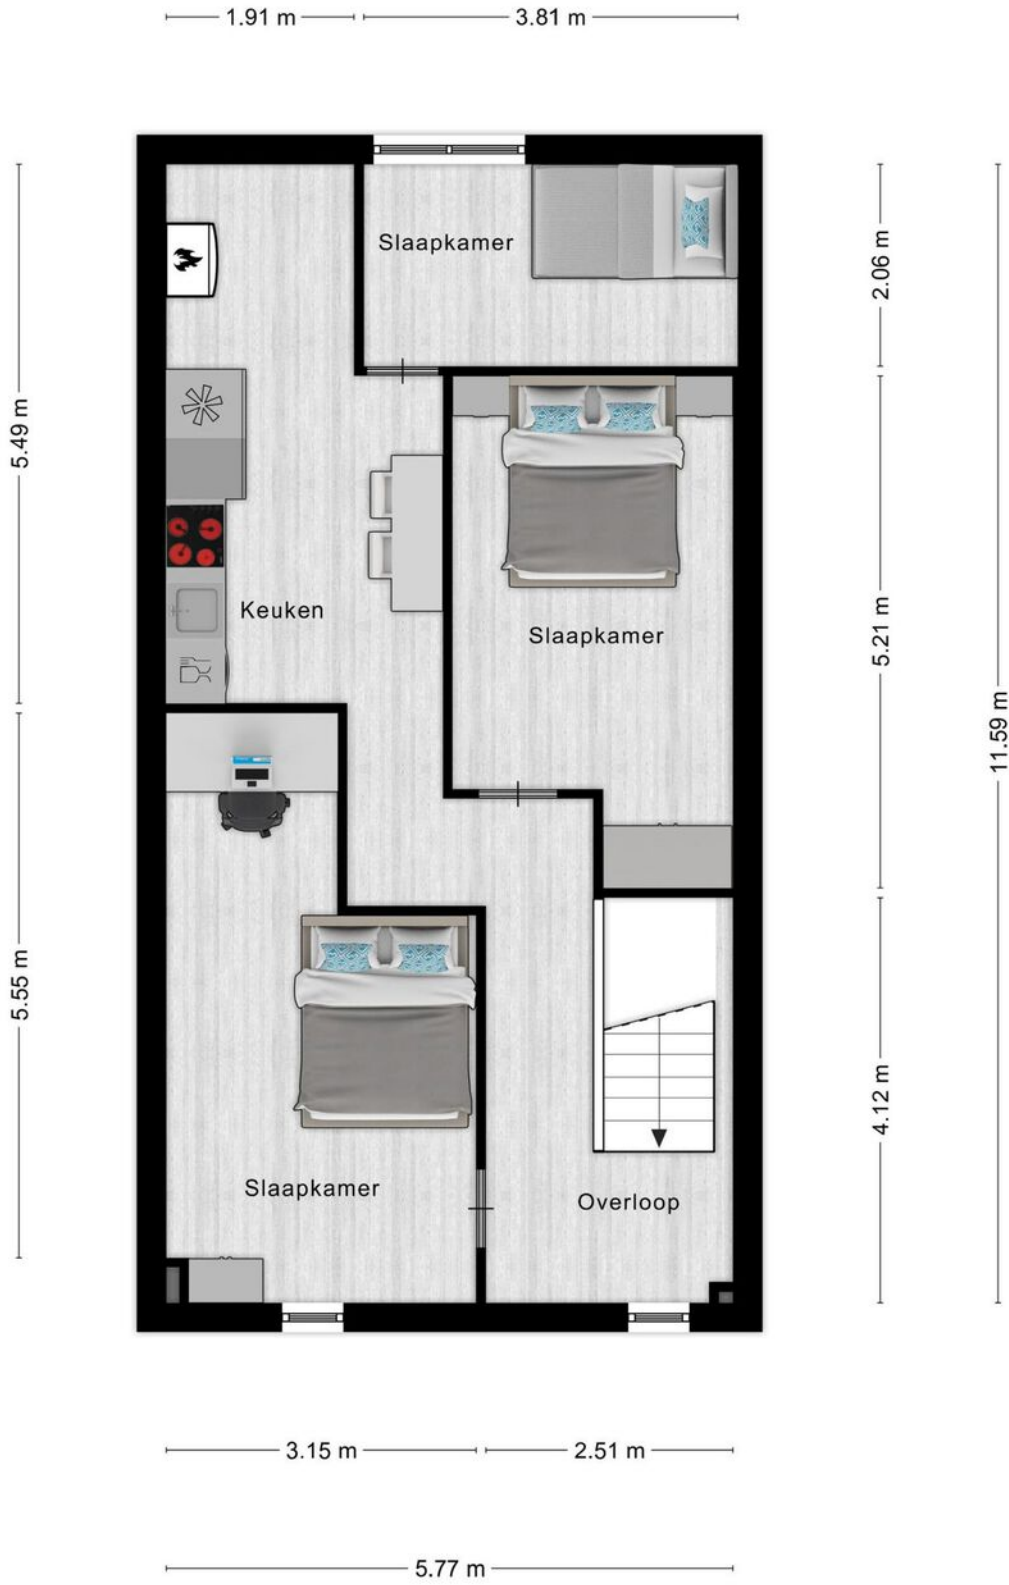 1.91 m
3.81 m
Slaapkamer
2.06 m
5.49 m
Keuken
Slaapkamer
5.21 m
11.59 m
5.55 m
4.12 m
Slaapkamer
Overloop
3.15 m
2.51 m
5.77 m